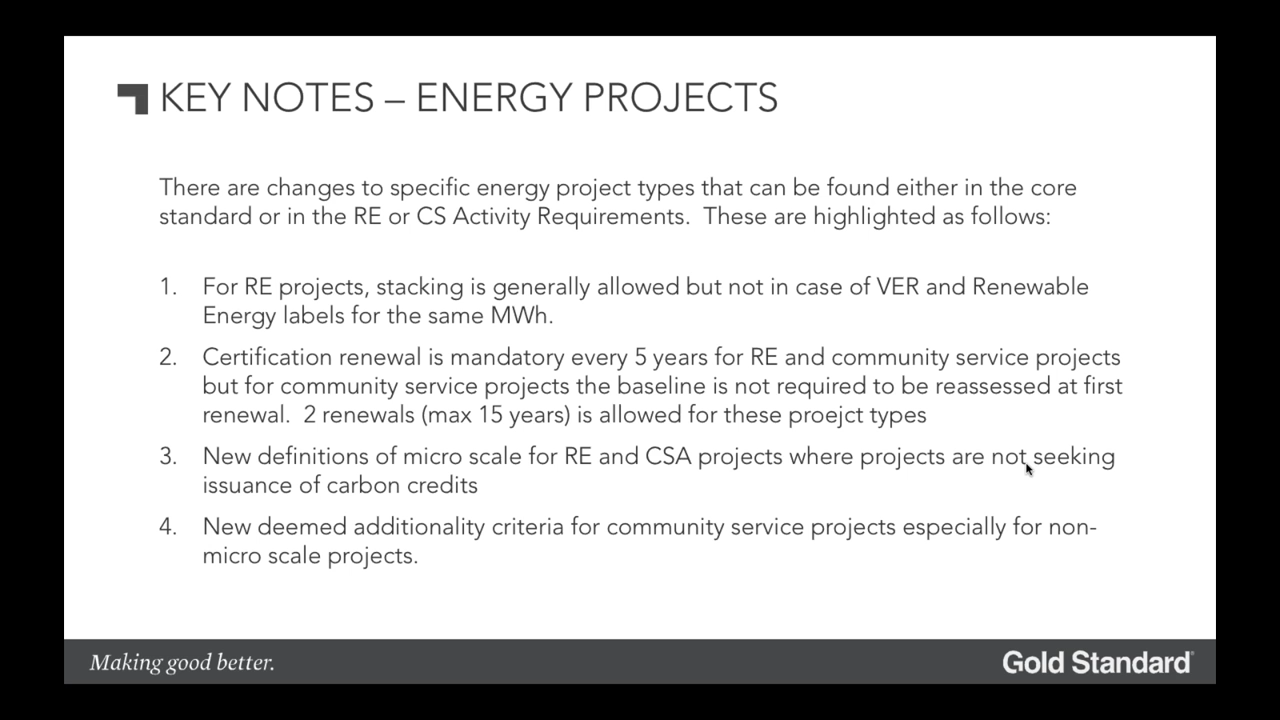 KEY NOTES – ENERGY PROJECTS
There are changes to specific energy project types that can be found either in the core
standard or in the RE or CS Activity Requirements.  These are highlighted as follows:
1. For RE projects, stacking is generally allowed but not in case of VER and Renewable
Energy labels for the same MWh.
2. Certification renewal is mandatory every 5 years for RE and community service projects
but for community service projects the baseline is not required to be reassessed at first
renewal.  2 renewals (max 15 years) is allowed for these proejct types
3. New definitions of micro scale for RE and CSA projects where projects are not seeking
issuance of carbon credits
4. New deemed additionality criteria for community service projects especially for non-
micro scale projects.
Making good better.
Gold Standard®